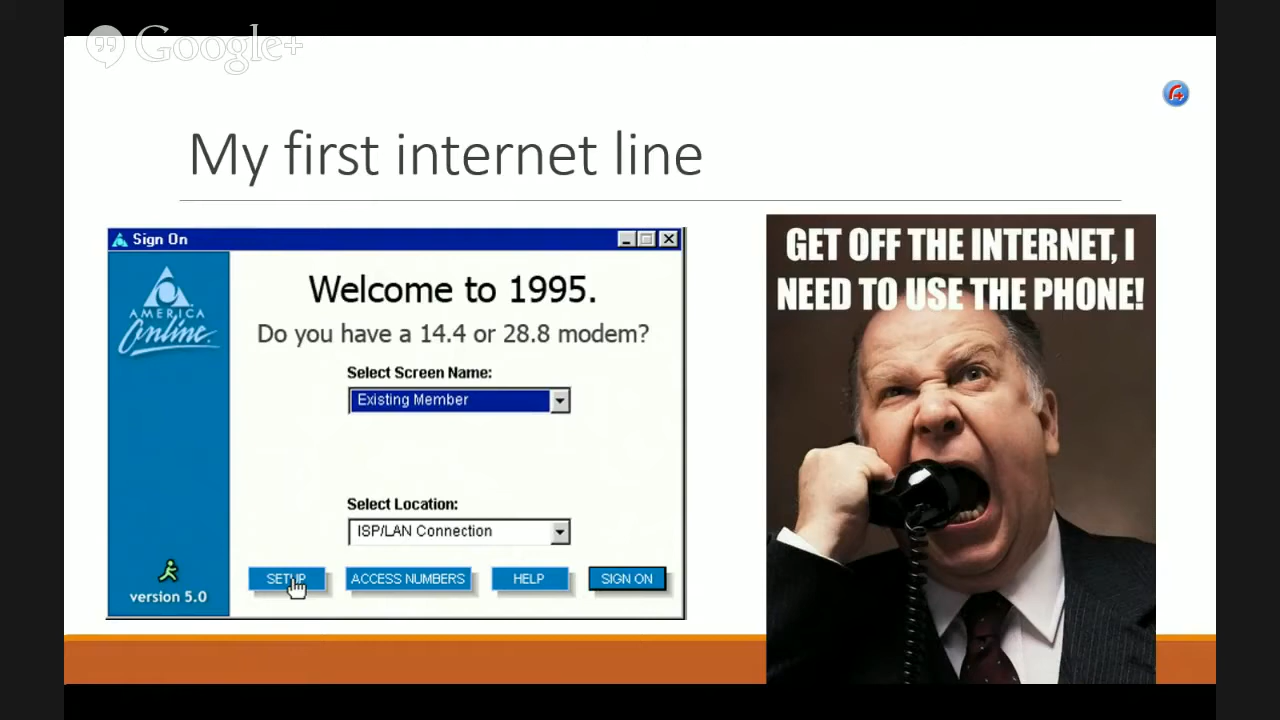 Google+
My first internet line
Sign On
AMERICA
Online
Welcome to 1995.
Do you have a 14.4 or 28.8 modem?
Select Screen Name:
Existing Member
Select Location:
ISP/LAN Connection
SETUP
ACCESS NUMBERS
HELP
SIGN ON
version 5.0
GET OFF THE INTERNET, I
NEED TO USE THE PHONE!